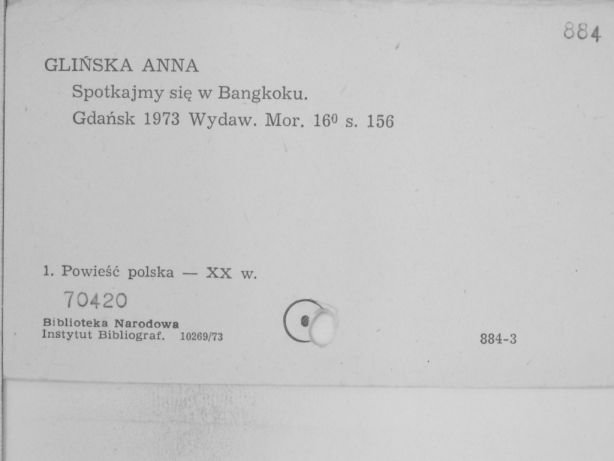 884
GLIŃSKA ANNA
Spotkajmy się w Bangkoku.
Gdańsk 1973 Wydaw. Mor. 16⁰ s. 156
1. Powieść polska — XX w.
70420
Biblioteka Narodowa
Instytut Bibliograf. 10269/73
884-3